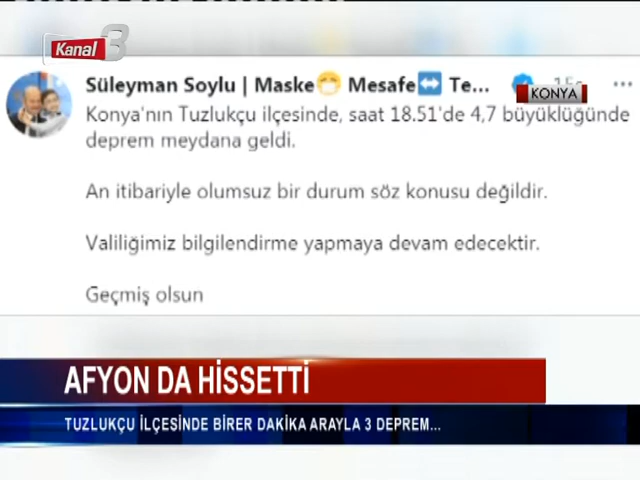 Kanal 3
Süleyman Soylu | Maske😷 Mesafe↔️ Te...
KONYA
Konya'nın Tuzlukçu ilçesinde, saat 18.51'de 4,7 büyüklüğünde
deprem meydana geldi.
An itibariyle olumsuz bir durum söz konusu değildir.
Valiliğimiz bilgilendirme yapmaya devam edecektir.
Geçmiş olsun
AFYON DA HİSSETTİ
TUZLUKÇU İLÇESİNDE BİRER DAKİKA ARAYLA 3 DEPREM...